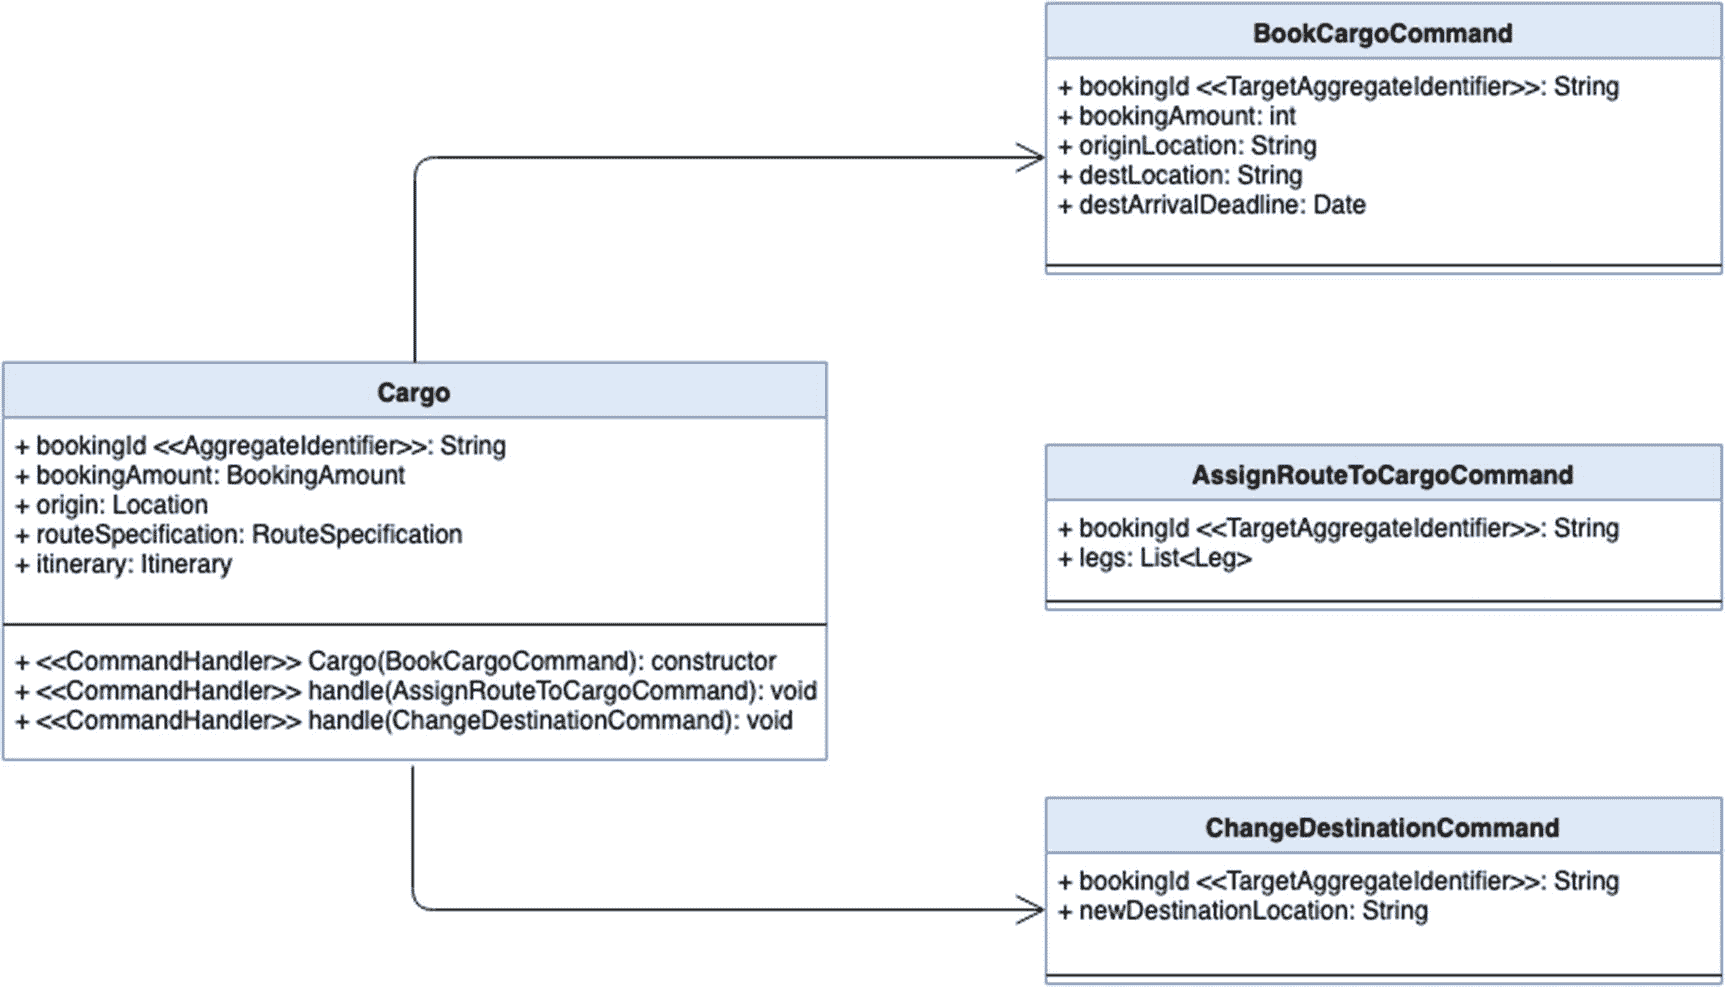 BookCargoCommand
+ bookingId <<TargetAggregateIdentifier>>: String
+ bookingAmount: int
+ originLocation: String
+ destLocation: String
+ destArrivalDeadline: Date
Cargo
+ bookingId <<AggregateIdentifier>>: String
+ bookingAmount: BookingAmount
+ origin: Location
+ routeSpecification: RouteSpecification
+ itinerary: Itinerary
+ <<CommandHandler>> Cargo(BookCargoCommand): constructor
+ <<CommandHandler>> handle(AssignRouteToCargoCommand): void
+ <<CommandHandler>> handle(ChangeDestinationCommand): void
AssignRouteToCargoCommand
+ bookingId <<TargetAggregateIdentifier>>: String
+ legs: List<Leg>
ChangeDestinationCommand
+ bookingId <<TargetAggregateIdentifier>>: String
+ newDestinationLocation: String